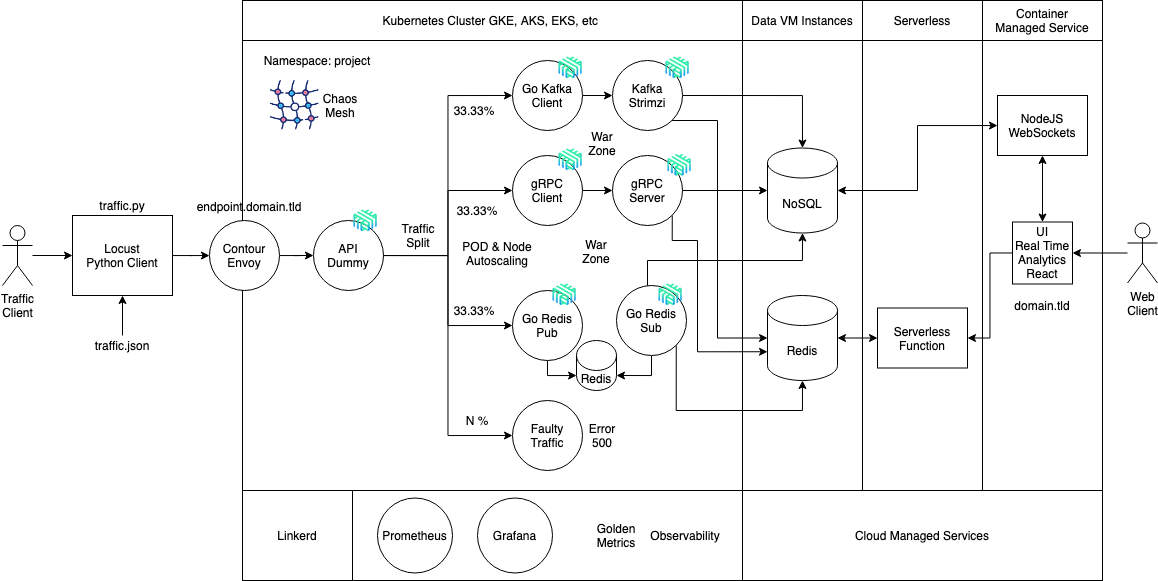 Kubernetes Cluster GKE, AKS, EKS, etc
Data VM Instances
Serverless
Container
Managed Service
Namespace: project
Chaos
Mesh
Go Kafka
Client
Kafka
Strimzi
33.33%
War
Zone
NodeJS
WebSockets
gRPC
Client
gRPC
Server
NoSQL
33.33%
traffic.py
endpoint.domain.tld
Locust
Python Client
Contour
Envoy
API
Dummy
Traffic
Split
POD & Node
Autoscaling
War
Zone
UI
Real Time
Analytics
React
domain.tld
Traffic
Client
Web
Client
traffic.json
33.33%
Go Redis
Pub
Go Redis
Sub
Redis
Redis
Serverless
Function
N %
Faulty
Traffic
Error
500
Linkerd
Prometheus
Grafana
Golden
Metrics
Observability
Cloud Managed Services